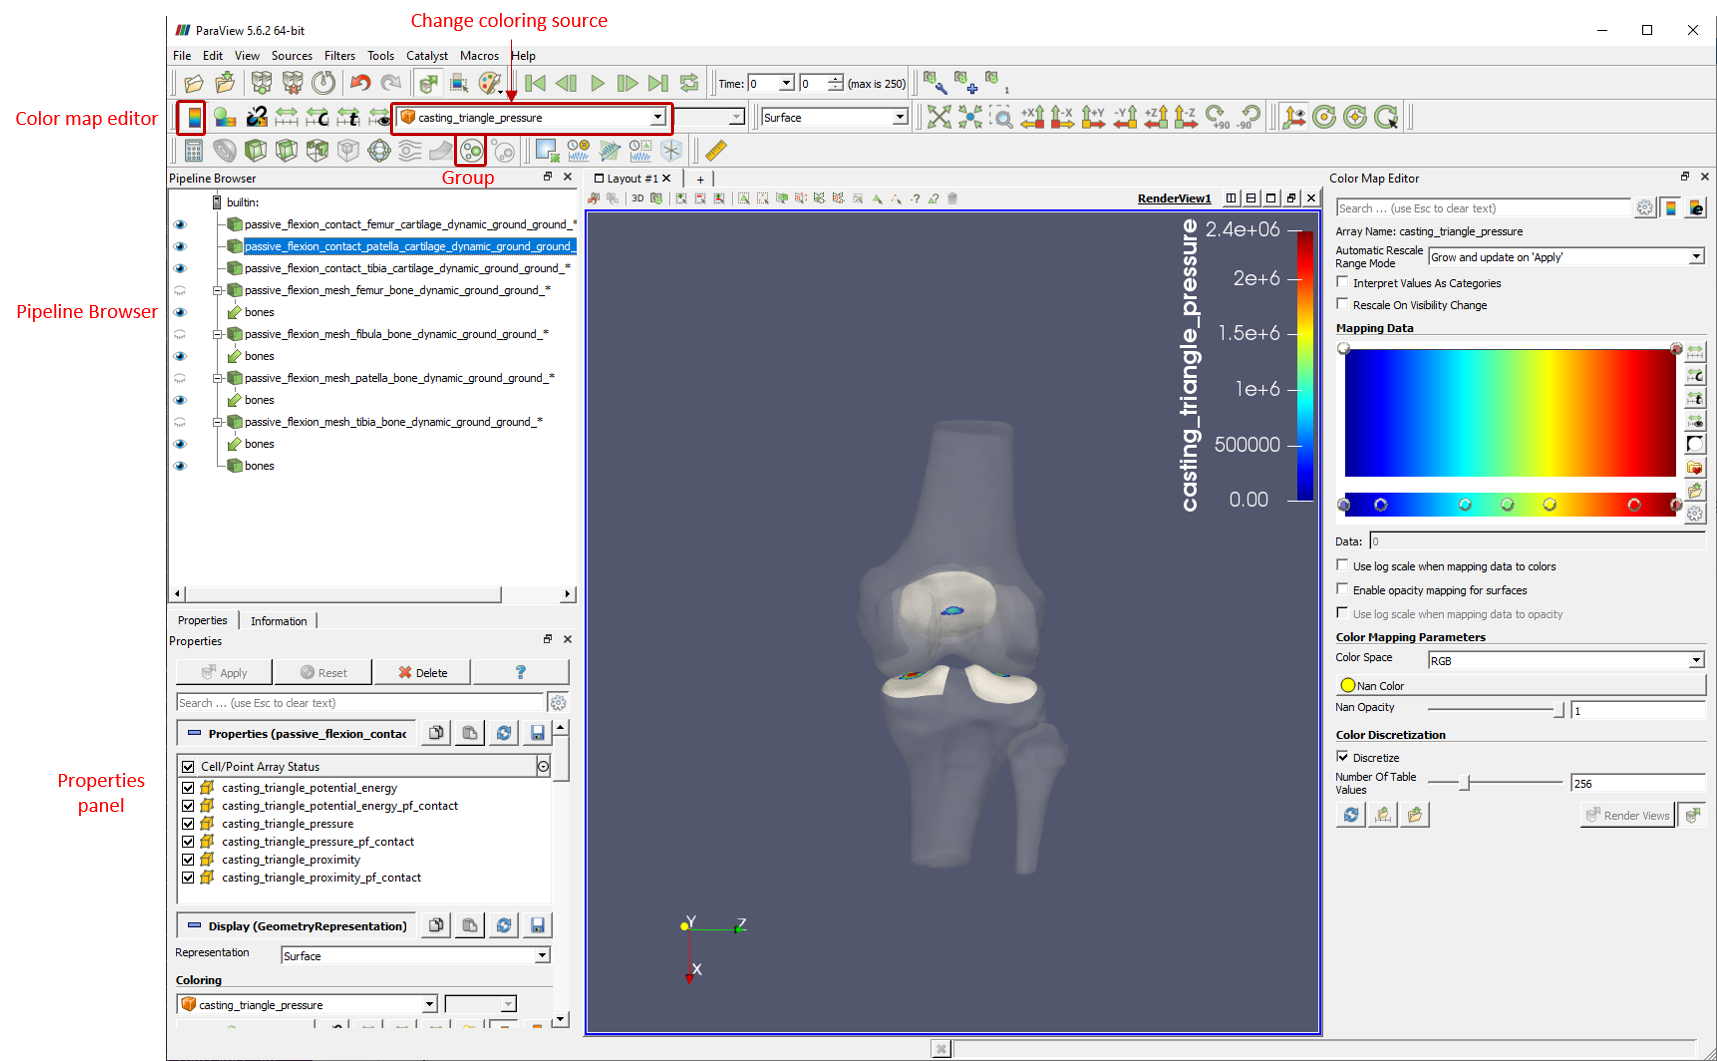 Change coloring source
ParaView 5.6.2 64-bit
File Edit View Sources Filters Tools Catalyst Macros Help
Time: 0 0 (max is 250) 1
Color map editor
casting_triangle_pressure Surface +X -X +Y -Y +Z -Z +90 -90
Group
Pipeline Browser
Layout #1 +
3D
RenderView1
builtin:
passive_flexion_contact_femur_cartilage_dynamic_ground_ground_*
passive_flexion_contact_patella_cartilage_dynamic_ground_ground_
passive_flexion_contact_tibia_cartilage_dynamic_ground_ground_*
passive_flexion_mesh_femur_bone_dynamic_ground_ground_*
Pipeline Browser
bones
passive_flexion_mesh_fibula_bone_dynamic_ground_ground_*
bones
passive_flexion_mesh_patella_bone_dynamic_ground_ground_*
bones
passive_flexion_mesh_tibia_bone_dynamic_ground_ground_*
bones
bones
Properties Information
Properties
Apply Reset Delete ?
Search ... (use Esc to clear text)
Properties (passive_flexion_contac
Cell/Point Array Status
Properties
panel
casting_triangle_potential_energy
casting_triangle_potential_energy_pf_contact
casting_triangle_pressure
casting_triangle_pressure_pf_contact
casting_triangle_proximity
casting_triangle_proximity_pf_contact
Display (GeometryRepresentation)
Representation Surface
Coloring
casting_triangle_pressure
casting_triangle_pressure
2.4e+06
2e+6
1.5e+6
1e+6
500000
0.00
Y Z
X
Color Map Editor
Search ... (use Esc to clear text)
Array Name: casting_triangle_pressure
Automatic Rescale
Range Mode
Grow and update on 'Apply'
Interpret Values As Categories
Rescale On Visibility Change
Mapping Data
Data: 0
Use log scale when mapping data to colors
Enable opacity mapping for surfaces
Use log scale when mapping data to opacity
Color Mapping Parameters
Color Space RGB
Nan Color
Nan Opacity 1
Color Discretization
Discretize
Number Of Table
Values
256
Render Views